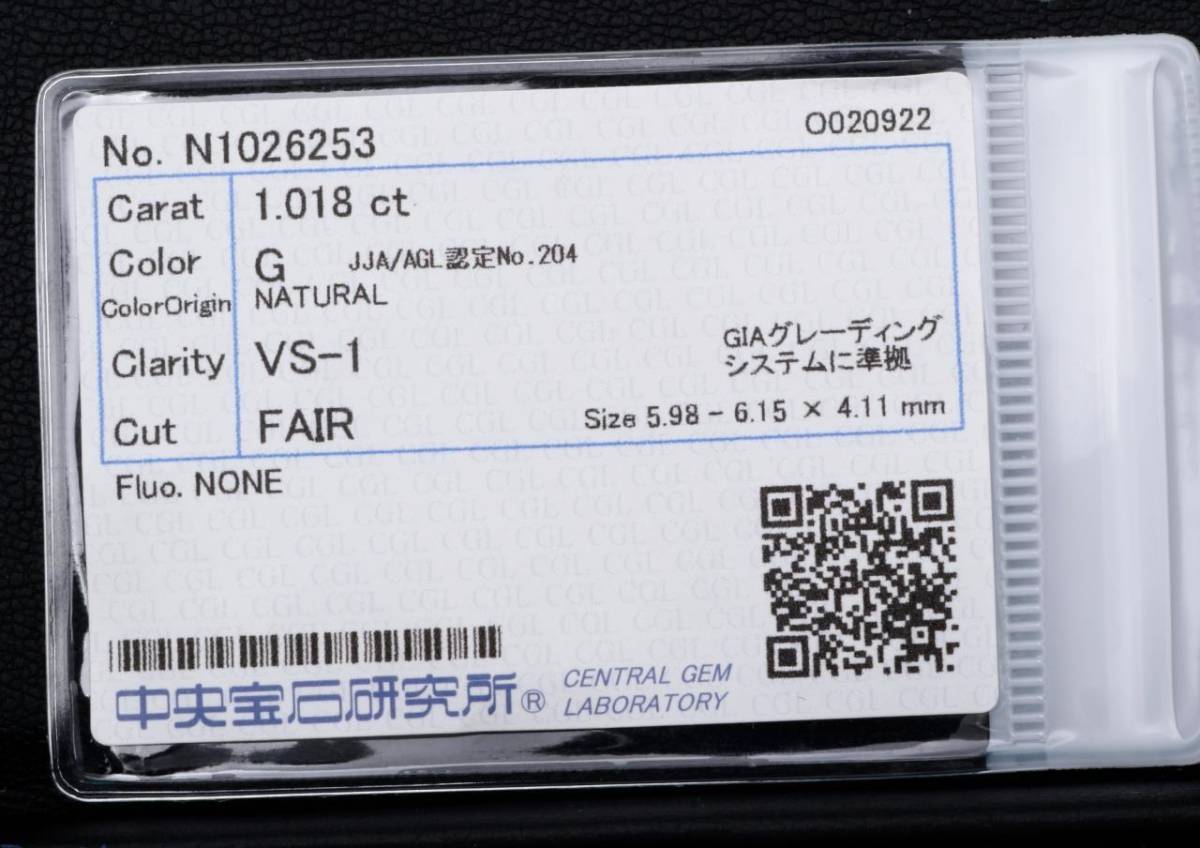 No. N1026253
O020922
Carat 1.018 ct
Color G JJA/AGL認定No.204
ColorOrigin NATURAL
Clarity VS-1
GIAグレーディング
システムに準拠
Cut FAIR Size 5.98 - 6.15 × 4.11 mm
Fluo. NONE
中央宝石研究所®
CENTRAL GEM
LABORATORY